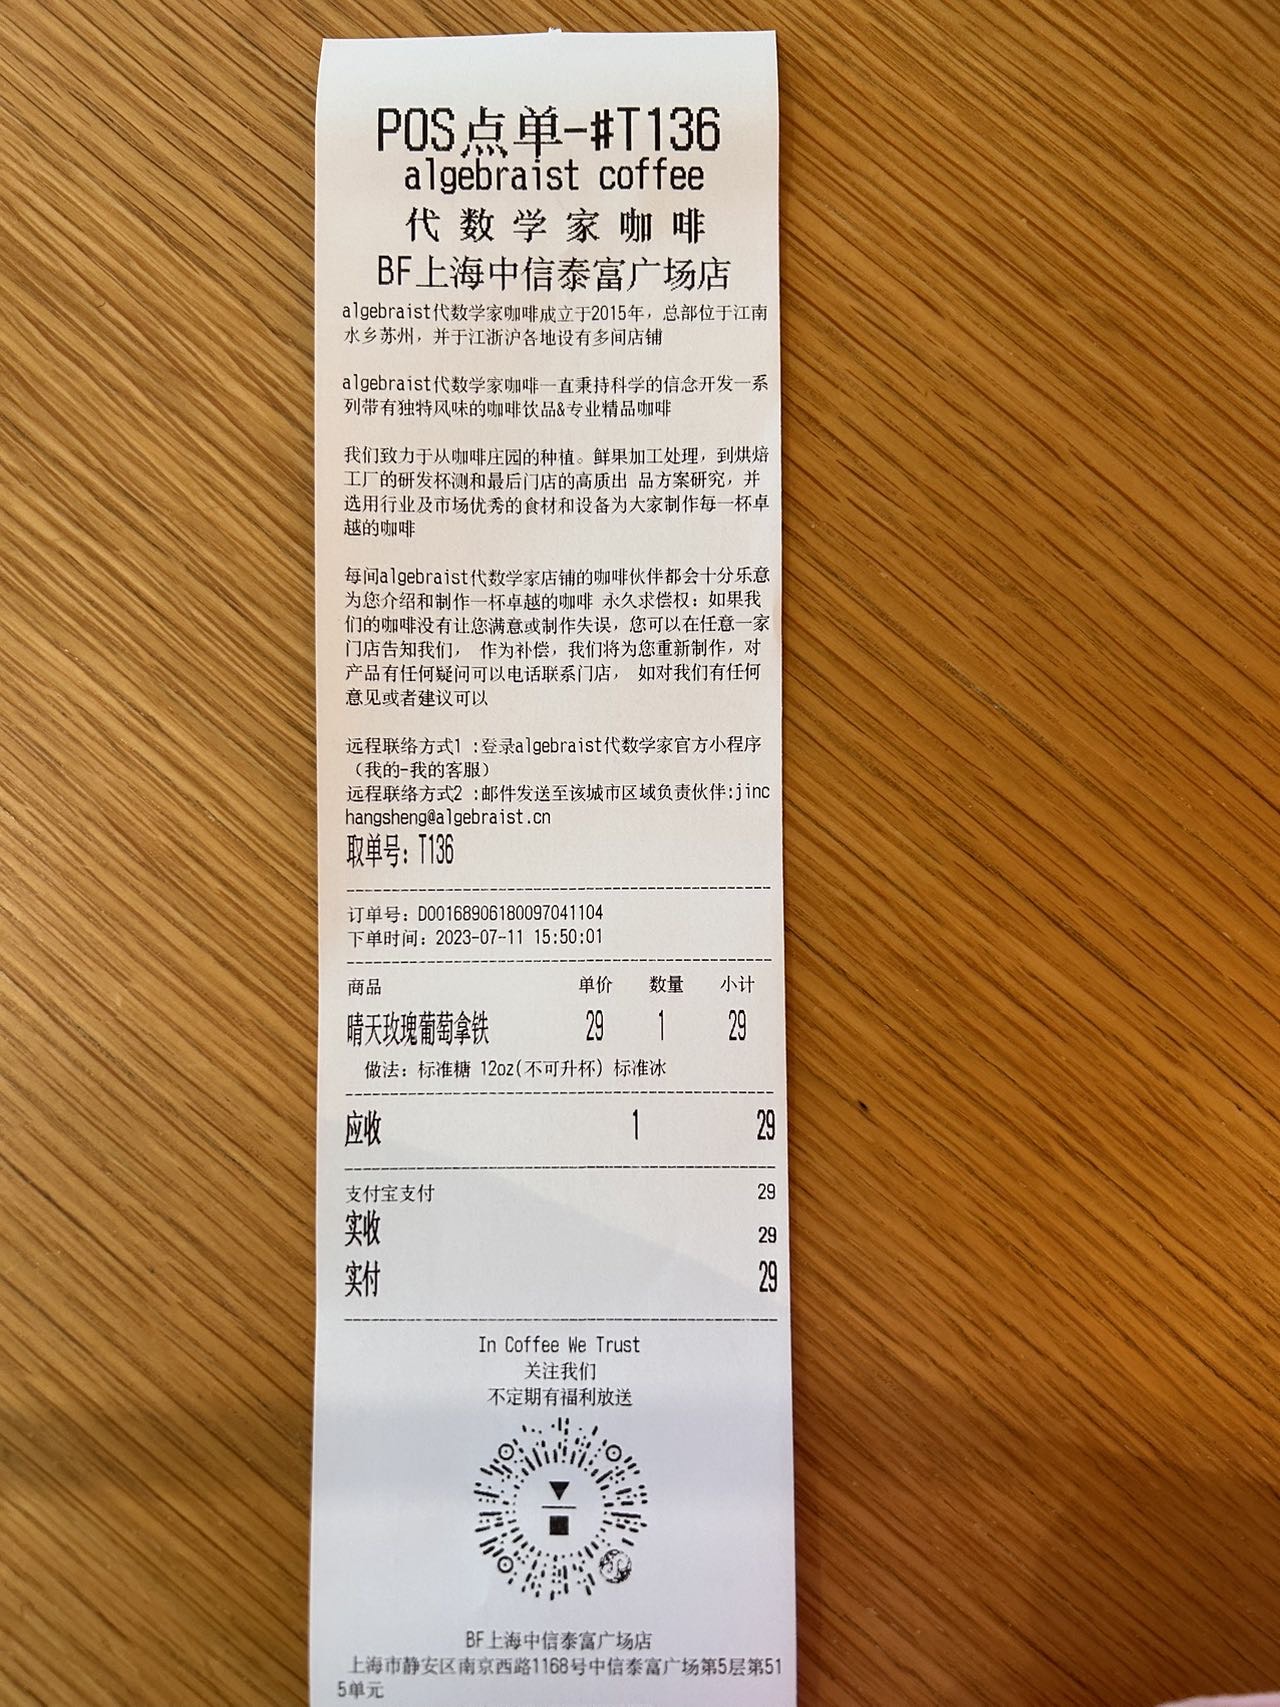 POS点单-#T136
algebraist coffee
代数学家咖啡
BF上海中信泰富广场店
algebraist代数学家咖啡成立于2015年，总部位于江南
水乡苏州，并于江浙沪各地设有多间店铺
algebraist代数学家咖啡一直秉持科学的信念开发一系
列带有独特风味的咖啡饮品&专业精品咖啡
我们致力于从咖啡庄园的种植。鲜果加工处理，到烘焙
工厂的研发杯测和最后门店的高质出 品方案研究，并
选用行业及市场优秀的食材和设备为大家制作每一杯卓
越的咖啡
每间algebraist代数学家店铺的咖啡伙伴都会十分乐意
为您介绍和制作一杯卓越的咖啡 永久求偿权：如果我
们的咖啡没有让您满意或制作失误，您可以在任意一家
门店告知我们， 作为补偿，我们将为您重新制作，对
产品有任何疑问可以电话联系门店， 如对我们有任何
意见或者建议可以
远程联络方式1 :登录algebraist代数学家官方小程序
（我的-我的客服）
远程联络方式2 :邮件发送至该城市区域负责伙伴:jinc
hangsheng@algebraist.cn
取单号：T136
订单号：D00168906180097041104
下单时间：2023-07-11 15:50:01
商品 单价 数量 小计
晴天玫瑰葡萄拿铁 29 1 29
做法：标准糖 12oz(不可升杯) 标准冰
应收 1 29
支付宝支付 29
实收 29
实付 29
In Coffee We Trust
关注我们
不定期有福利放送
BF上海中信泰富广场店
上海市静安区南京西路1168号中信泰富广场第5层第51
5单元